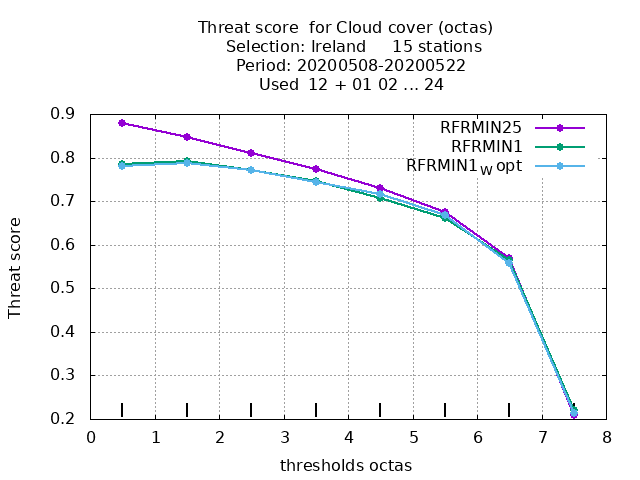 Threat score  for Cloud cover (octas)
Selection: Ireland     15 stations
Period: 20200508-20200522
Used  12 + 01 02 ... 24
0.9
0.8
0.7
0.6
0.5
0.4
0.3
0.2
Threat score
RFRMIN25
RFRMIN1
RFRMIN1w opt
0 1 2 3 4 5 6 7 8
thresholds octas